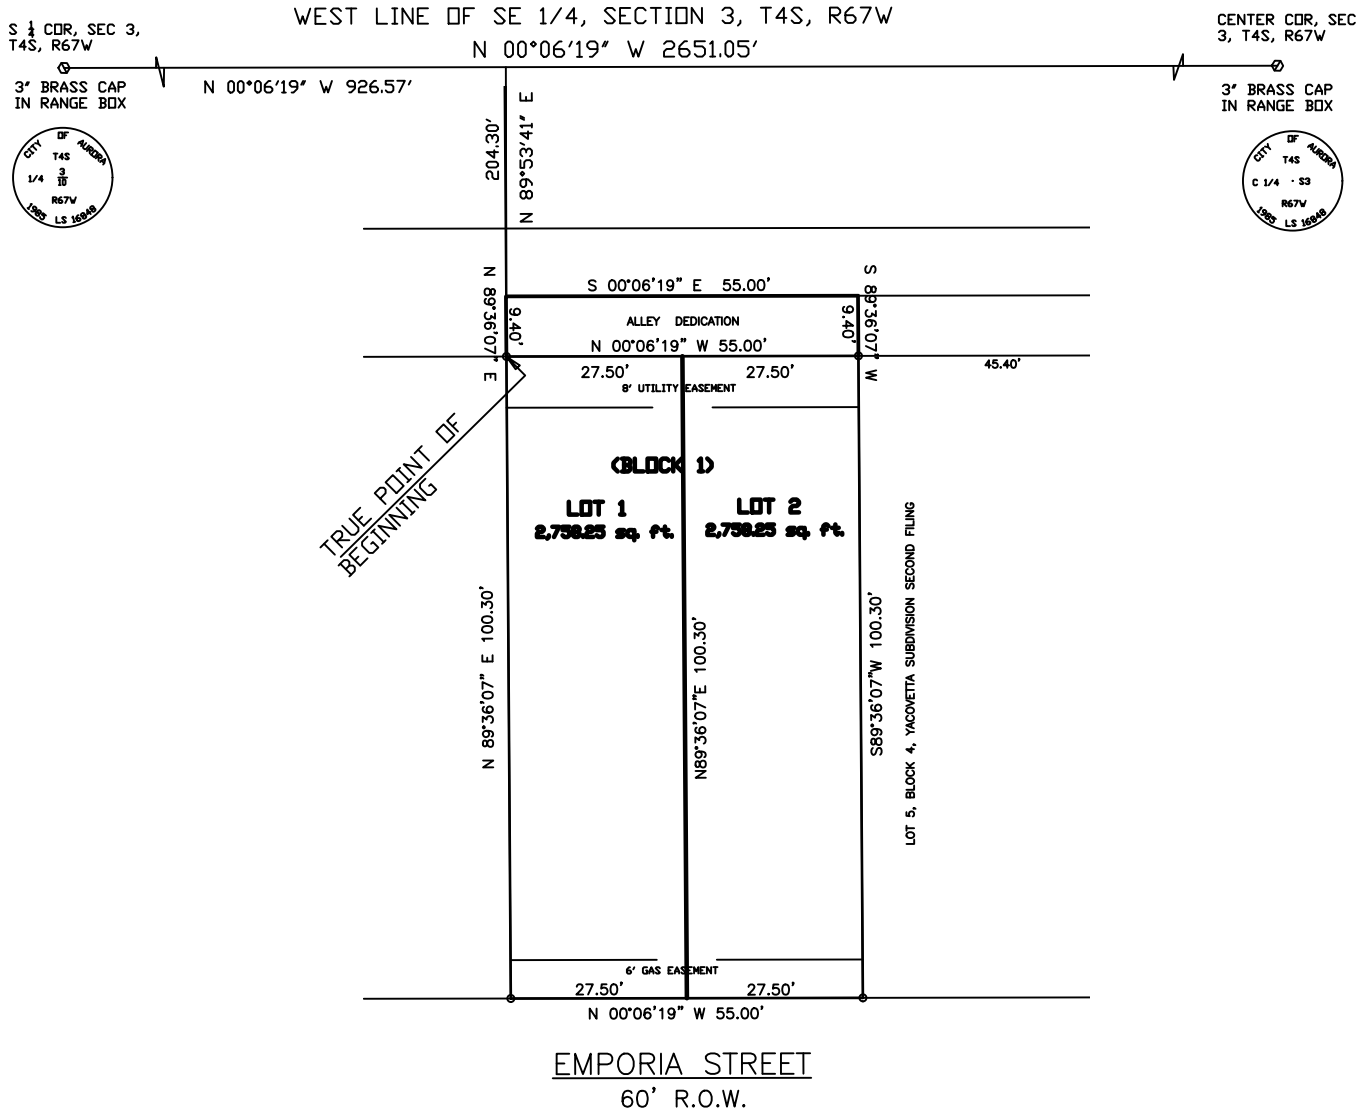 WEST LINE OF SE 1/4, SECTION 3, T4S, R67W
N 00°06'19" W 2651.05'
S 1/4 COR, SEC 3,
T4S, R67W
CENTER COR, SEC
3, T4S, R67W
N 00°06'19" W 926.57'
3" BRASS CAP
IN RANGE BOX
3" BRASS CAP
IN RANGE BOX
CITY OF AURORA
T4S
1/4 3/10
R67W
1985 LS 16848
CITY OF AURORA
T4S
C 1/4 · S3
R67W
1985 LS 16848
204.30'
N 89°53'41" E
N 89°36'07" E
9.40'
S 00°06'19" E 55.00'
S 89°36'07" W
9.40'
ALLEY DEDICATION
N 00°06'19" W 55.00'
27.50'
27.50'
45.40'
8' UTILITY EASEMENT
TRUE POINT OF
BEGINNING
(BLOCK 1)
LOT 1
2,758.25 sq. ft.
LOT 2
2,758.25 sq. ft.
N 89°36'07" E 100.30'
N89°36'07"E 100.30'
S89°36'07"W 100.30'
LOT 5, BLOCK 4, YACOVETTA SUBDIVISION SECOND FILING
6' GAS EASEMENT
27.50'
27.50'
N 00°06'19" W 55.00'
EMPORIA STREET
60' R.O.W.